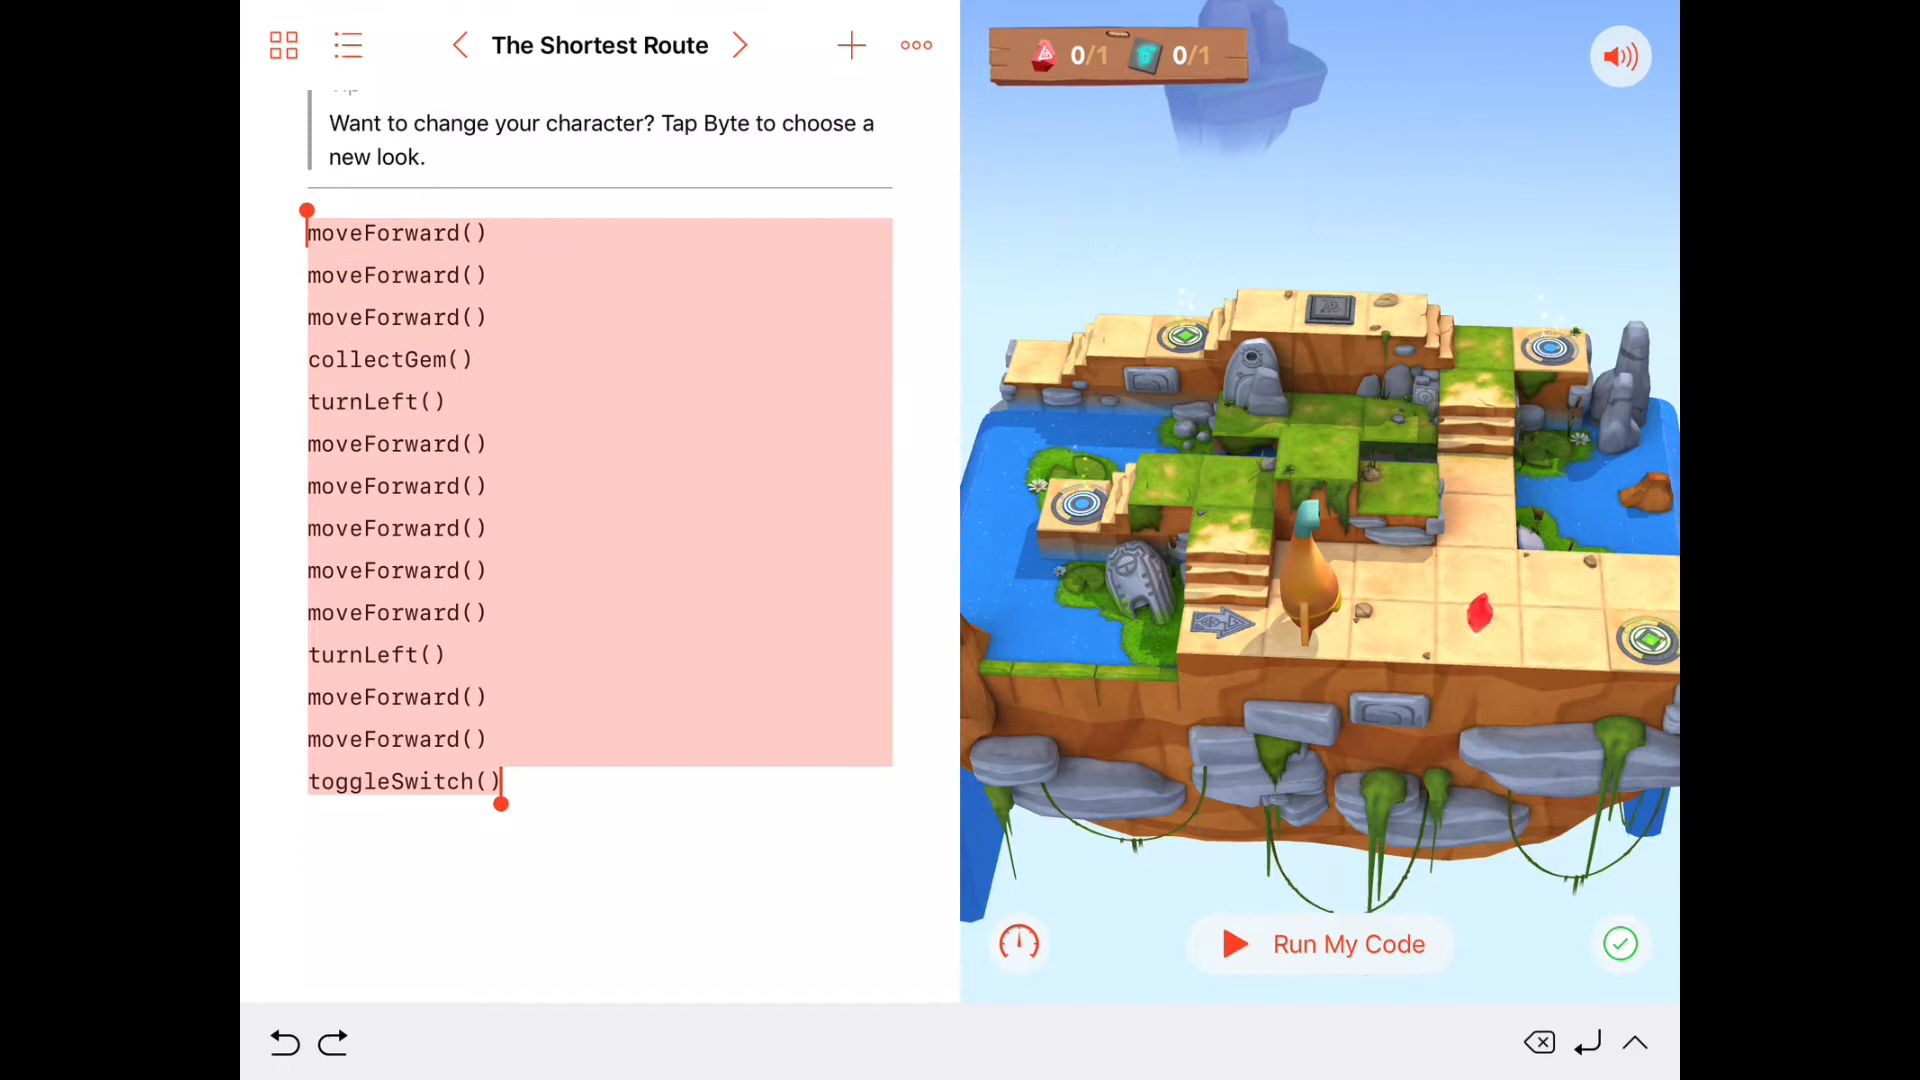 The Shortest Route
0/1 0/1
Want to change your character? Tap Byte to choose a
new look.
moveForward()
moveForward()
moveForward()
collectGem()
turnLeft()
moveForward()
moveForward()
moveForward()
moveForward()
moveForward()
turnLeft()
moveForward()
moveForward()
toggleSwitch()
Run My Code